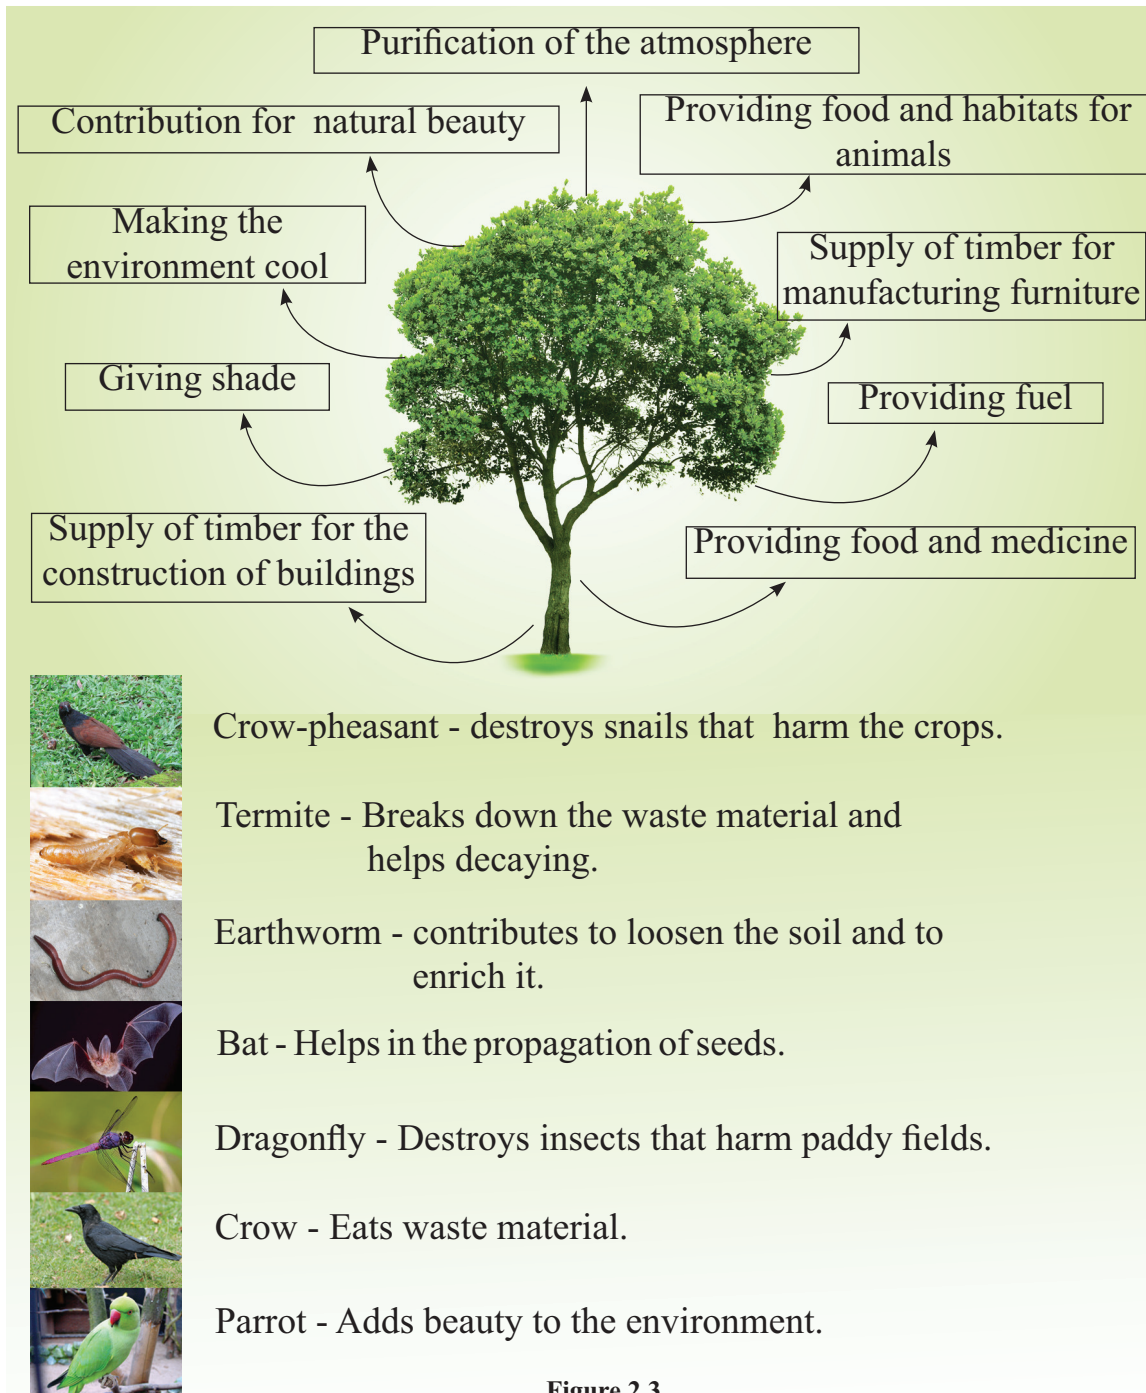 Purification of the atmosphere
Contribution for natural beauty
Providing food and habitats for
animals
Making the
environment cool
Supply of timber for
manufacturing furniture
Giving shade
Providing fuel
Supply of timber for the
construction of buildings
Providing food and medicine
Crow-pheasant - destroys snails that harm the crops.
Termite - Breaks down the waste material and
helps decaying.
Earthworm - contributes to loosen the soil and to
enrich it.
Bat - Helps in the propagation of seeds.
Dragonfly - Destroys insects that harm paddy fields.
Crow - Eats waste material.
Parrot - Adds beauty to the environment.
Figure 2.3